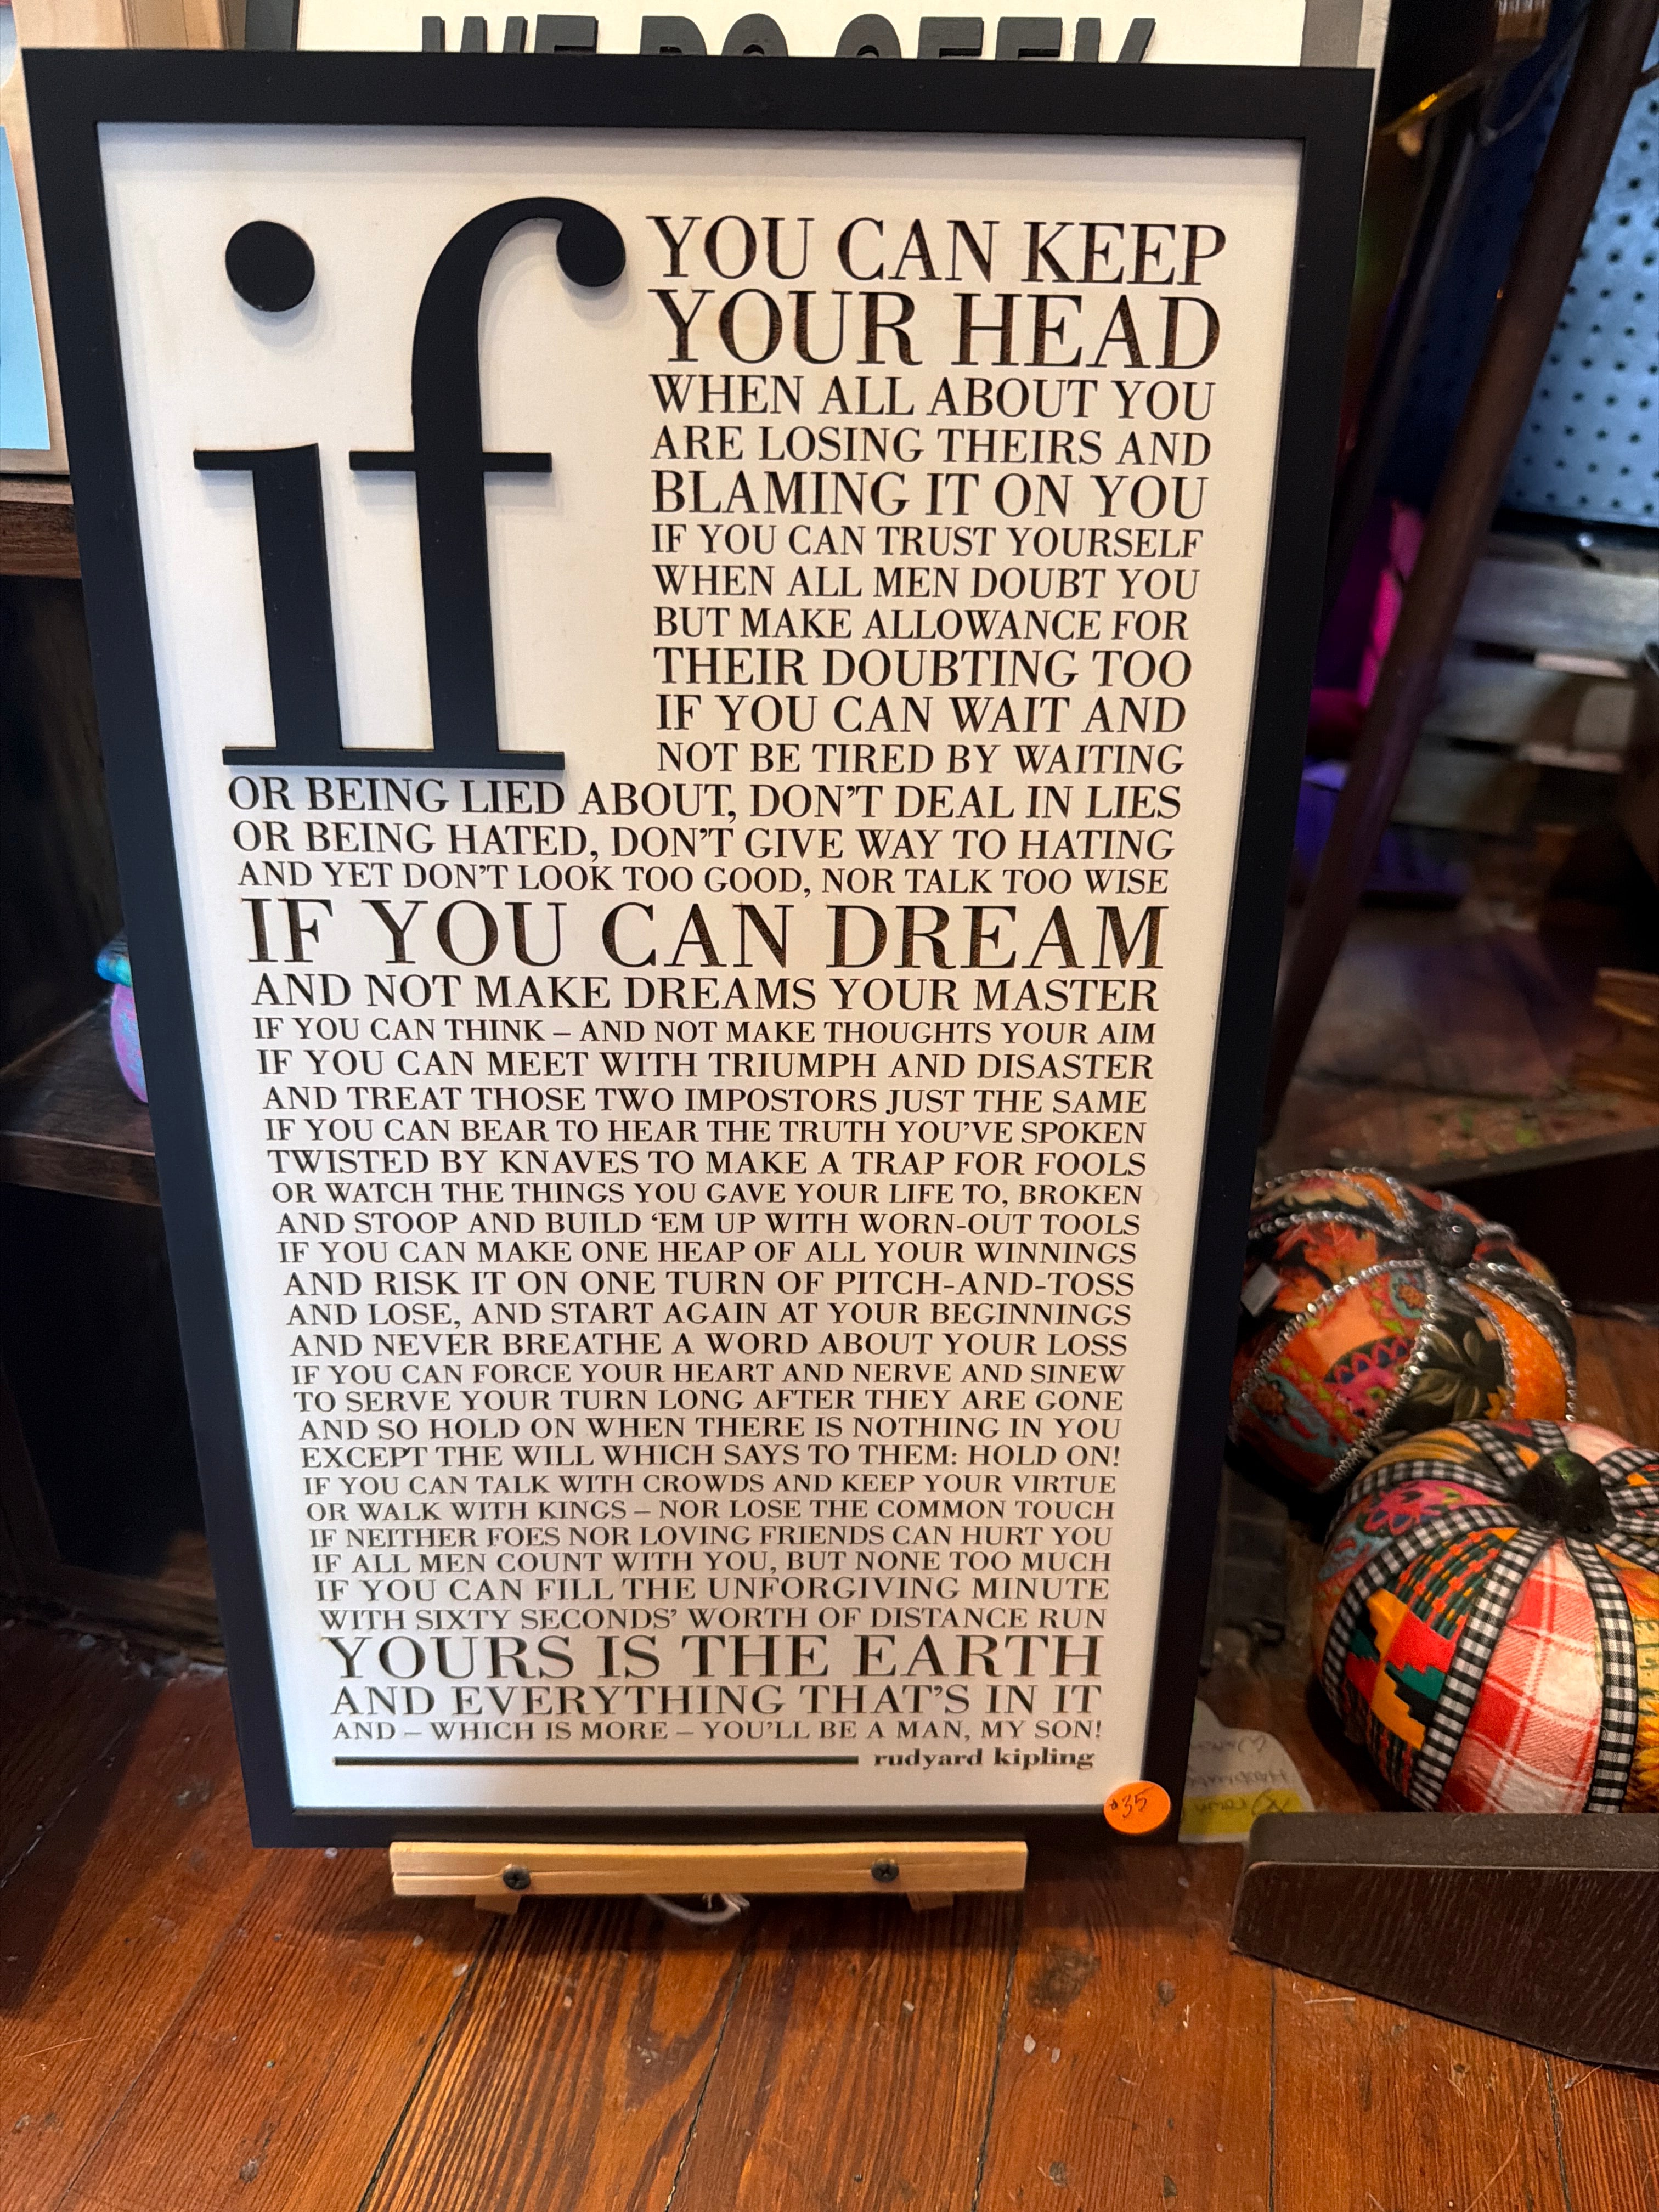 WE DO GEEK
if
YOU CAN KEEP
YOUR HEAD
WHEN ALL ABOUT YOU
ARE LOSING THEIRS AND
BLAMING IT ON YOU
IF YOU CAN TRUST YOURSELF
WHEN ALL MEN DOUBT YOU
BUT MAKE ALLOWANCE FOR
THEIR DOUBTING TOO
IF YOU CAN WAIT AND
NOT BE TIRED BY WAITING
OR BEING LIED ABOUT, DON'T DEAL IN LIES
OR BEING HATED, DON'T GIVE WAY TO HATING
AND YET DON'T LOOK TOO GOOD, NOR TALK TOO WISE
IF YOU CAN DREAM
AND NOT MAKE DREAMS YOUR MASTER
IF YOU CAN THINK – AND NOT MAKE THOUGHTS YOUR AIM
IF YOU CAN MEET WITH TRIUMPH AND DISASTER
AND TREAT THOSE TWO IMPOSTORS JUST THE SAME
IF YOU CAN BEAR TO HEAR THE TRUTH YOU'VE SPOKEN
TWISTED BY KNAVES TO MAKE A TRAP FOR FOOLS
OR WATCH THE THINGS YOU GAVE YOUR LIFE TO, BROKEN
AND STOOP AND BUILD 'EM UP WITH WORN-OUT TOOLS
IF YOU CAN MAKE ONE HEAP OF ALL YOUR WINNINGS
AND RISK IT ON ONE TURN OF PITCH-AND-TOSS
AND LOSE, AND START AGAIN AT YOUR BEGINNINGS
AND NEVER BREATHE A WORD ABOUT YOUR LOSS
IF YOU CAN FORCE YOUR HEART AND NERVE AND SINEW
TO SERVE YOUR TURN LONG AFTER THEY ARE GONE
AND SO HOLD ON WHEN THERE IS NOTHING IN YOU
EXCEPT THE WILL WHICH SAYS TO THEM: HOLD ON!
IF YOU CAN TALK WITH CROWDS AND KEEP YOUR VIRTUE
OR WALK WITH KINGS – NOR LOSE THE COMMON TOUCH
IF NEITHER FOES NOR LOVING FRIENDS CAN HURT YOU
IF ALL MEN COUNT WITH YOU, BUT NONE TOO MUCH
IF YOU CAN FILL THE UNFORGIVING MINUTE
WITH SIXTY SECONDS' WORTH OF DISTANCE RUN
YOURS IS THE EARTH
AND EVERYTHING THAT'S IN IT
AND – WHICH IS MORE – YOU'LL BE A MAN, MY SON!
rudyard kipling
$35